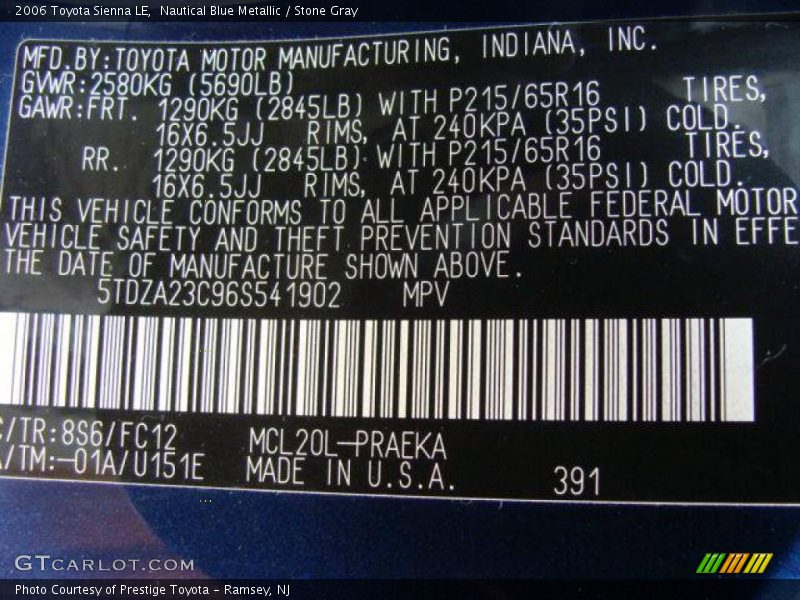 2006 Toyota Sienna LE, Nautical Blue Metallic / Stone Gray
MFD.BY:TOYOTA MOTOR MANUFACTURING, INDIANA, INC.
GVWR:2580KG (5690LB)
GAWR:FRT. 1290KG (2845LB) WITH P215/65R16 TIRES,
16X6.5JJ RIMS, AT 240KPA (35PSI) COLD.
RR. 1290KG (2845LB) WITH P215/65R16 TIRES,
16X6.5JJ RIMS, AT 240KPA (35PSI) COLD.
THIS VEHICLE CONFORMS TO ALL APPLICABLE FEDERAL MOTOR
VEHICLE SAFETY AND THEFT PREVENTION STANDARDS IN EFFE
THE DATE OF MANUFACTURE SHOWN ABOVE.
5TDZA23C96S541902 MPV
/TR:8S6/FC12 MCL20L-PRAEKA
/TM:-01A/U151E MADE IN U.S.A. 391
GTCARLOT.COM
Photo Courtesy of Prestige Toyota - Ramsey, NJ